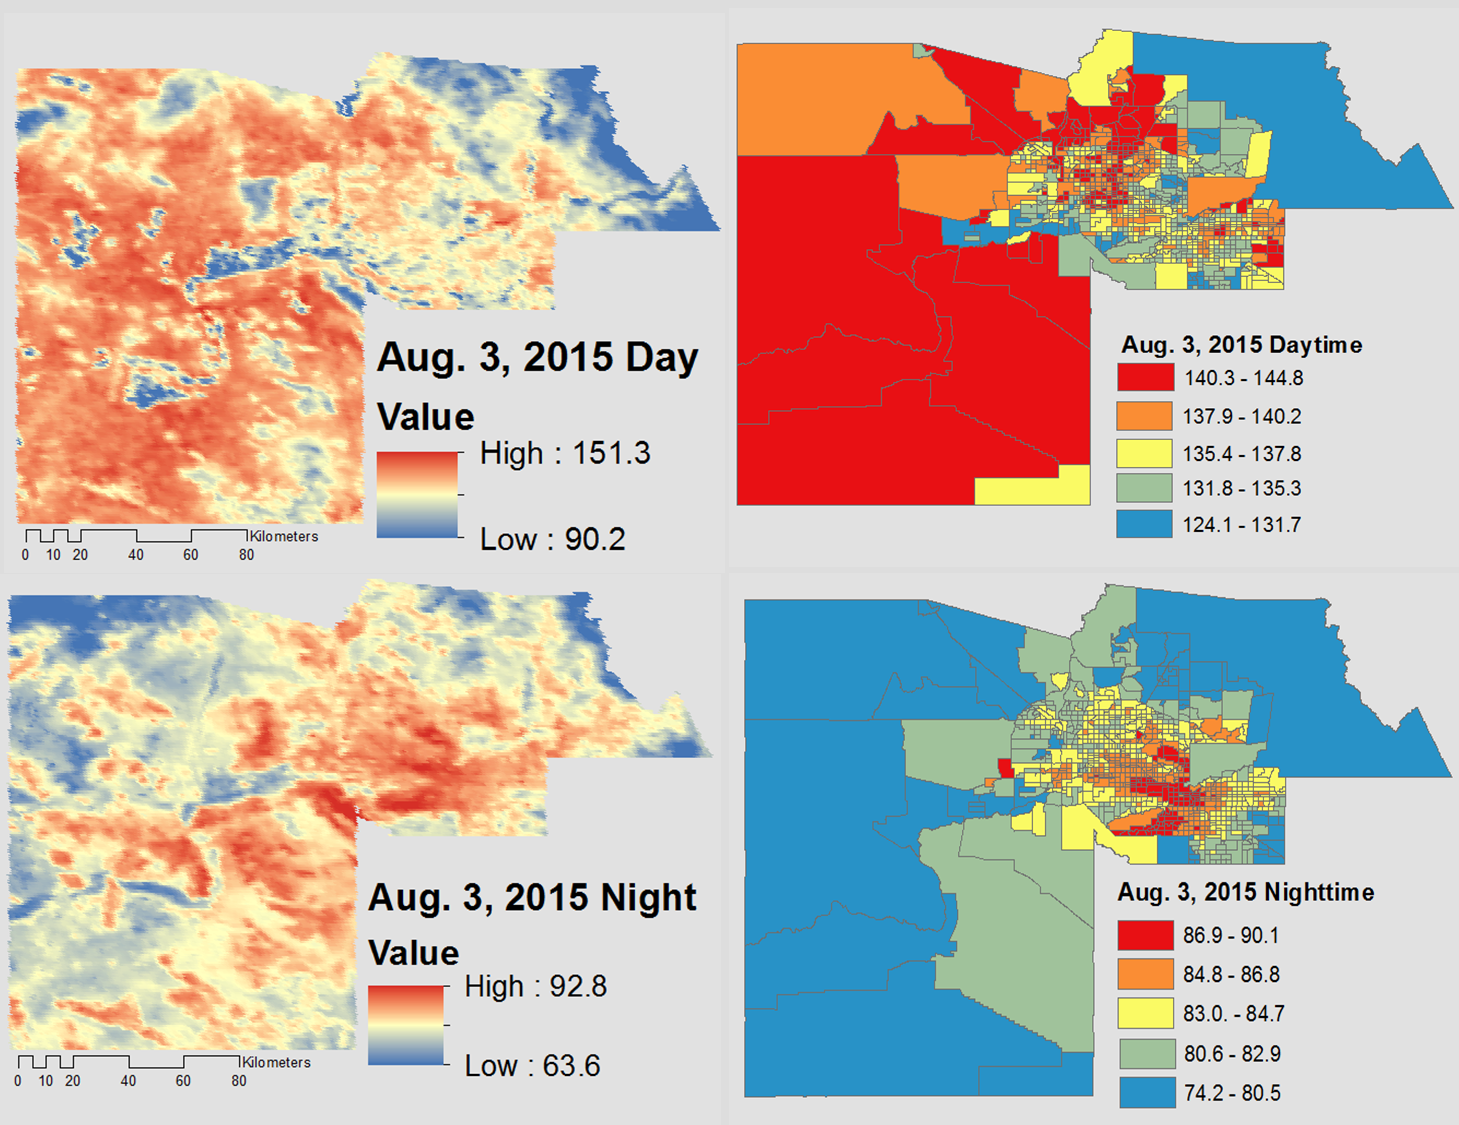 Aug. 3, 2015 Day
Value
High : 151.3
Low : 90.2
Kilometers
0 10 20 40 60 80
Aug. 3, 2015 Daytime
140.3 - 144.8
137.9 - 140.2
135.4 - 137.8
131.8 - 135.3
124.1 - 131.7
Aug. 3, 2015 Night
Value
High : 92.8
Low : 63.6
Kilometers
0 10 20 40 60 80
Aug. 3, 2015 Nighttime
86.9 - 90.1
84.8 - 86.8
83.0. - 84.7
80.6 - 82.9
74.2 - 80.5